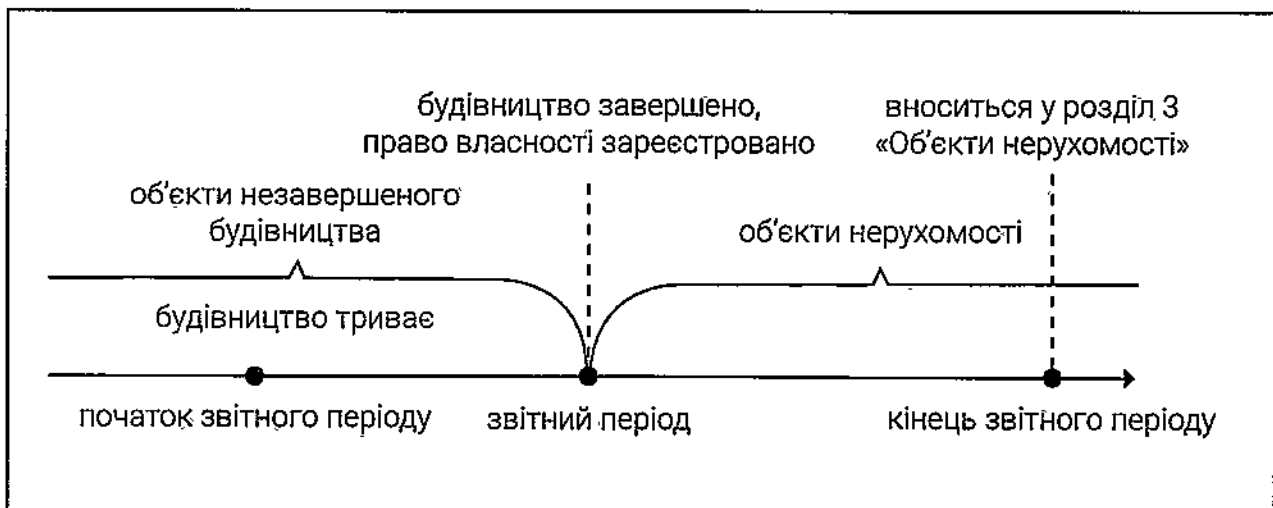 будівництво завершено,
право власності зареєстровано
вноситься у розділ 3
«Об'єкти нерухомості»
об'єкти незавершеного
будівництва
об'єкти нерухомості
будівництво триває
початок звітного періоду
звітний період
кінець звітного періоду